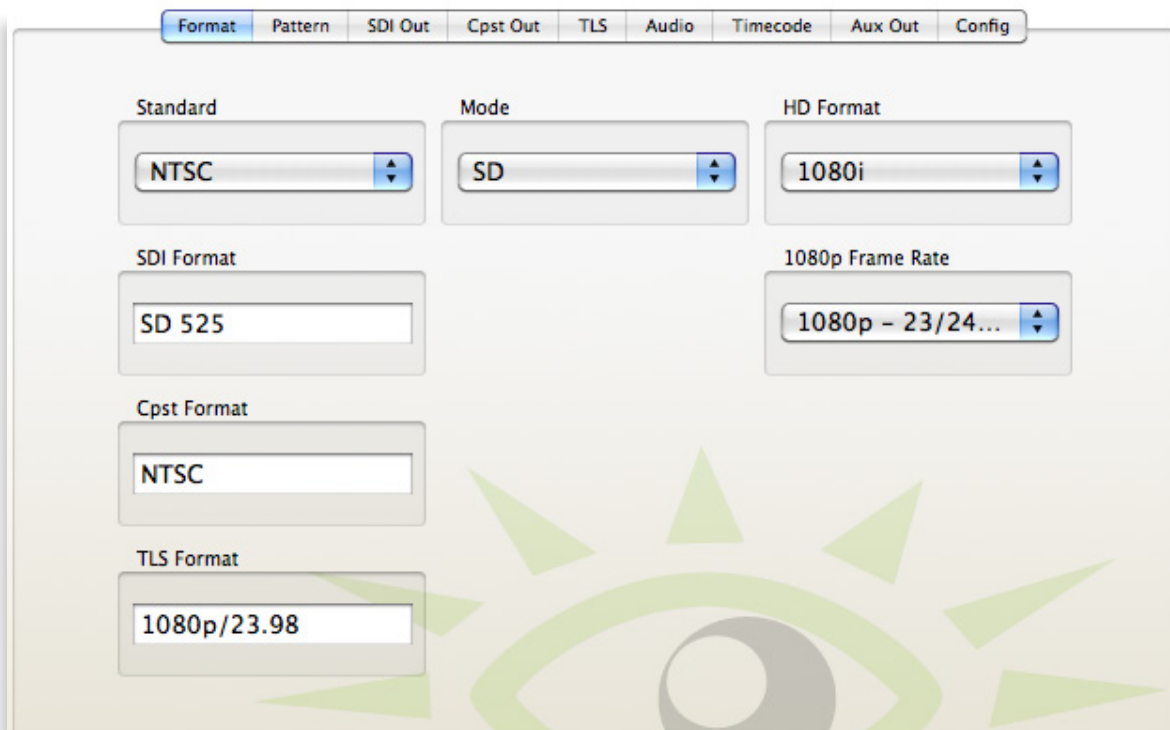 Format Pattern SDI Out Cpst Out TLS Audio Timecode Aux Out Config
Standard Mode HD Format
NTSC SD 1080i
SDI Format 1080p Frame Rate
SD 525 1080p – 23/24...
Cpst Format
NTSC
TLS Format
1080p/23.98